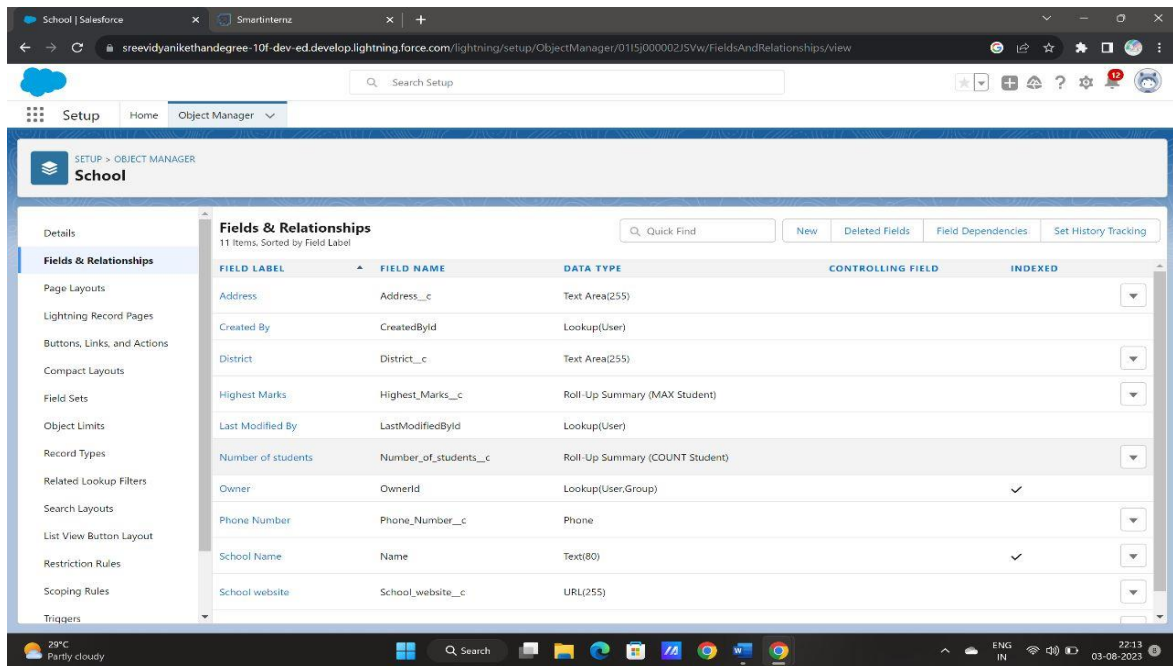 School | Salesforce
Smartinternz
sreevidyanikethandegree-10f-dev-ed.develop.lightning.force.com/lightning/setup/ObjectManager/01I5j000002JSVw/FieldsAndRelationships/view
Search Setup
12
Setup Home Object Manager
SETUP > OBJECT MANAGER
School
Details
Fields & Relationships
Page Layouts
Lightning Record Pages
Buttons, Links, and Actions
Compact Layouts
Field Sets
Object Limits
Record Types
Related Lookup Filters
Search Layouts
List View Button Layout
Restriction Rules
Scoping Rules
Triggers
Fields & Relationships
11 Items, Sorted by Field Label
Quick Find New Deleted Fields Field Dependencies Set History Tracking
FIELD LABEL FIELD NAME DATA TYPE CONTROLLING FIELD INDEXED
Address Address__c Text Area(255)
Created By CreatedById Lookup(User)
District District__c Text Area(255)
Highest Marks Highest_Marks__c Roll-Up Summary (MAX Student)
Last Modified By LastModifiedById Lookup(User)
Number of students Number_of_students__c Roll-Up Summary (COUNT Student)
Owner OwnerId Lookup(User,Group)
Phone Number Phone_Number__c Phone
School Name Name Text(80)
School website School_website__c URL(255)
29°C
Partly cloudy
Search
ENG
IN
22:13
03-08-2023